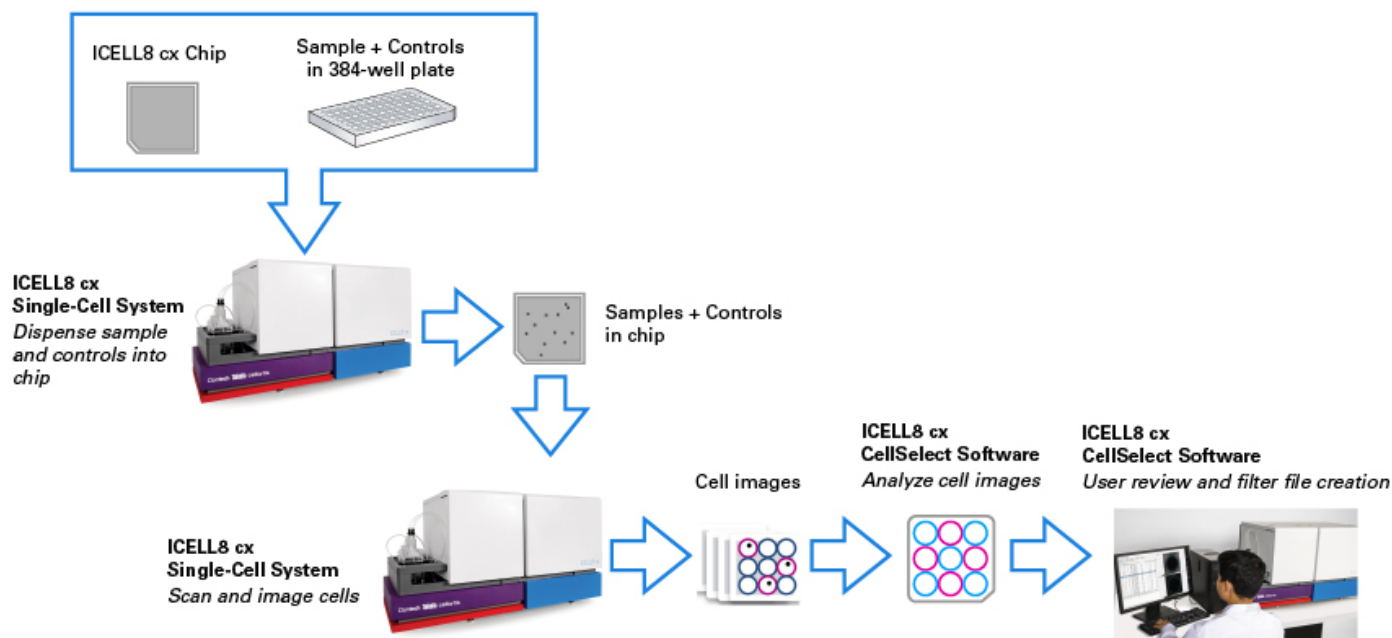 ICELL8 cx Chip
Sample + Controls
in 384-well plate
ICELL8 cx
Single-Cell System
Dispense sample
and controls into
chip
Samples + Controls
in chip
ICELL8 cx
Single-Cell System
Scan and image cells
Cell images
ICELL8 cx
CellSelect Software
Analyze cell images
ICELL8 cx
CellSelect Software
User review and filter file creation